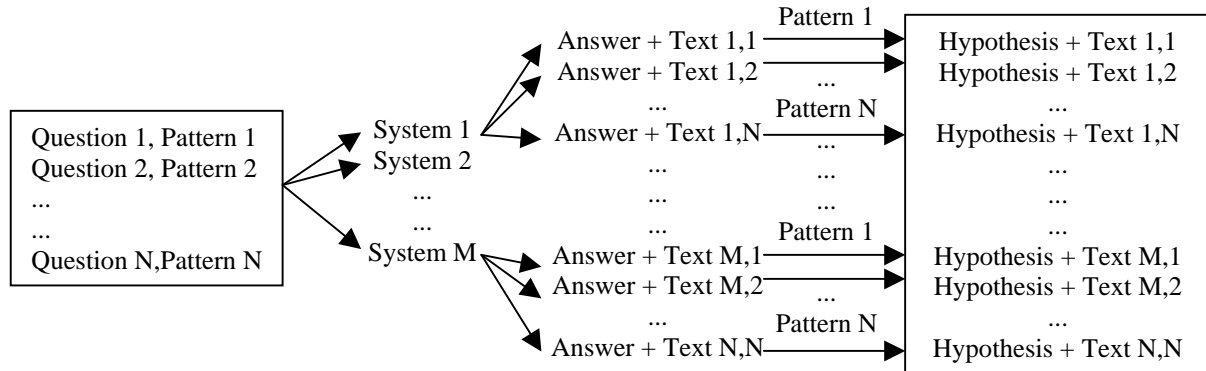 Question 1, Pattern 1
Question 2, Pattern 2
...
...
Question N,Pattern N
System 1
System 2
...
...
System M
Answer + Text 1,1
Answer + Text 1,2
...
Answer + Text 1,N
...
...
...
Answer + Text M,1
Answer + Text M,2
...
Answer + Text N,N
Pattern 1
...
Pattern N
...
...
...
Pattern 1
...
Pattern N
Hypothesis + Text 1,1
Hypothesis + Text 1,2
...
Hypothesis + Text 1,N
...
...
...
Hypothesis + Text M,1
Hypothesis + Text M,2
...
Hypothesis + Text N,N